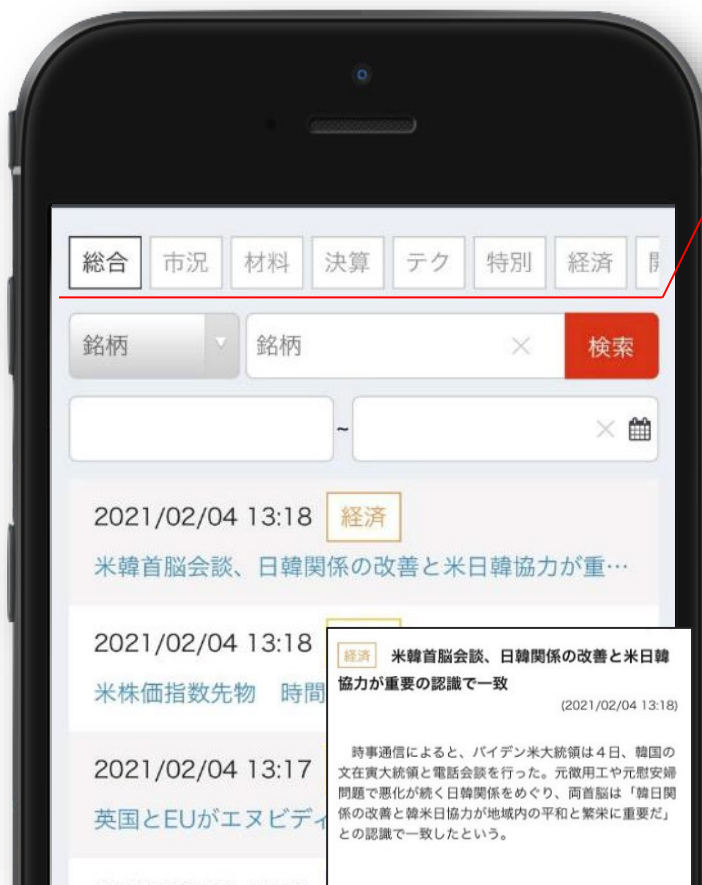 総合 市況 材料 決算 テク 特別 経済
銘柄 銘柄 × 検索
~ ×
2021/02/04 13:18 経済
米韓首脳会談、日韓関係の改善と米日韓協力が重…
2021/02/04 13:18
米株価指数先物 時間
2021/02/04 13:17
英国とEUがエヌビディ
経済 米韓首脳会談、日韓関係の改善と米日韓
協力が重要の認識で一致
(2021/02/04 13:18)
時事通信によると、バイデン米大統領は４日、韓国の
文在寅大統領と電話会談を行った。元徴用工や元慰安婦
問題で悪化が続く日韓関係をめぐり、両首脳は「韓日関
係の改善と韓米日協力が地域内の平和と繁栄に重要だ」
との認識で一致したという。